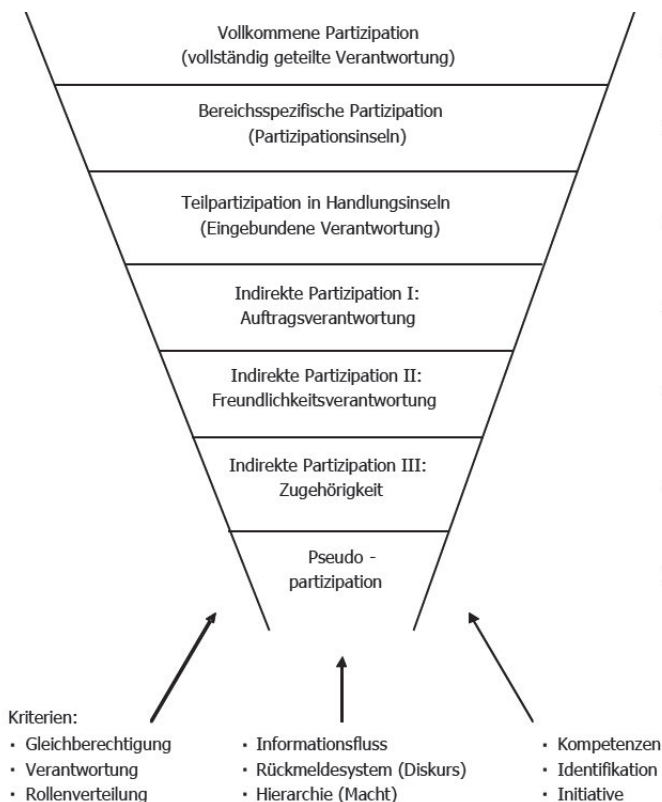 Vollkommene Partizipation
(vollständig geteilte Verantwortung)
Bereichsspezifische Partizipation
(Partizipationsinseln)
Teilpartizipation in Handlungsinseln
(Eingebundene Verantwortung)
Indirekte Partizipation I:
Auftragsverantwortung
Indirekte Partizipation II:
Freundlichkeitsverantwortung
Indirekte Partizipation III:
Zugehörigkeit
Pseudo -
partizipation
Kriterien:
· Gleichberechtigung
· Verantwortung
· Rollenverteilung
· Informationsfluss
· Rückmeldesystem (Diskurs)
· Hierarchie (Macht)
· Kompetenzen
· Identifikation
· Initiative